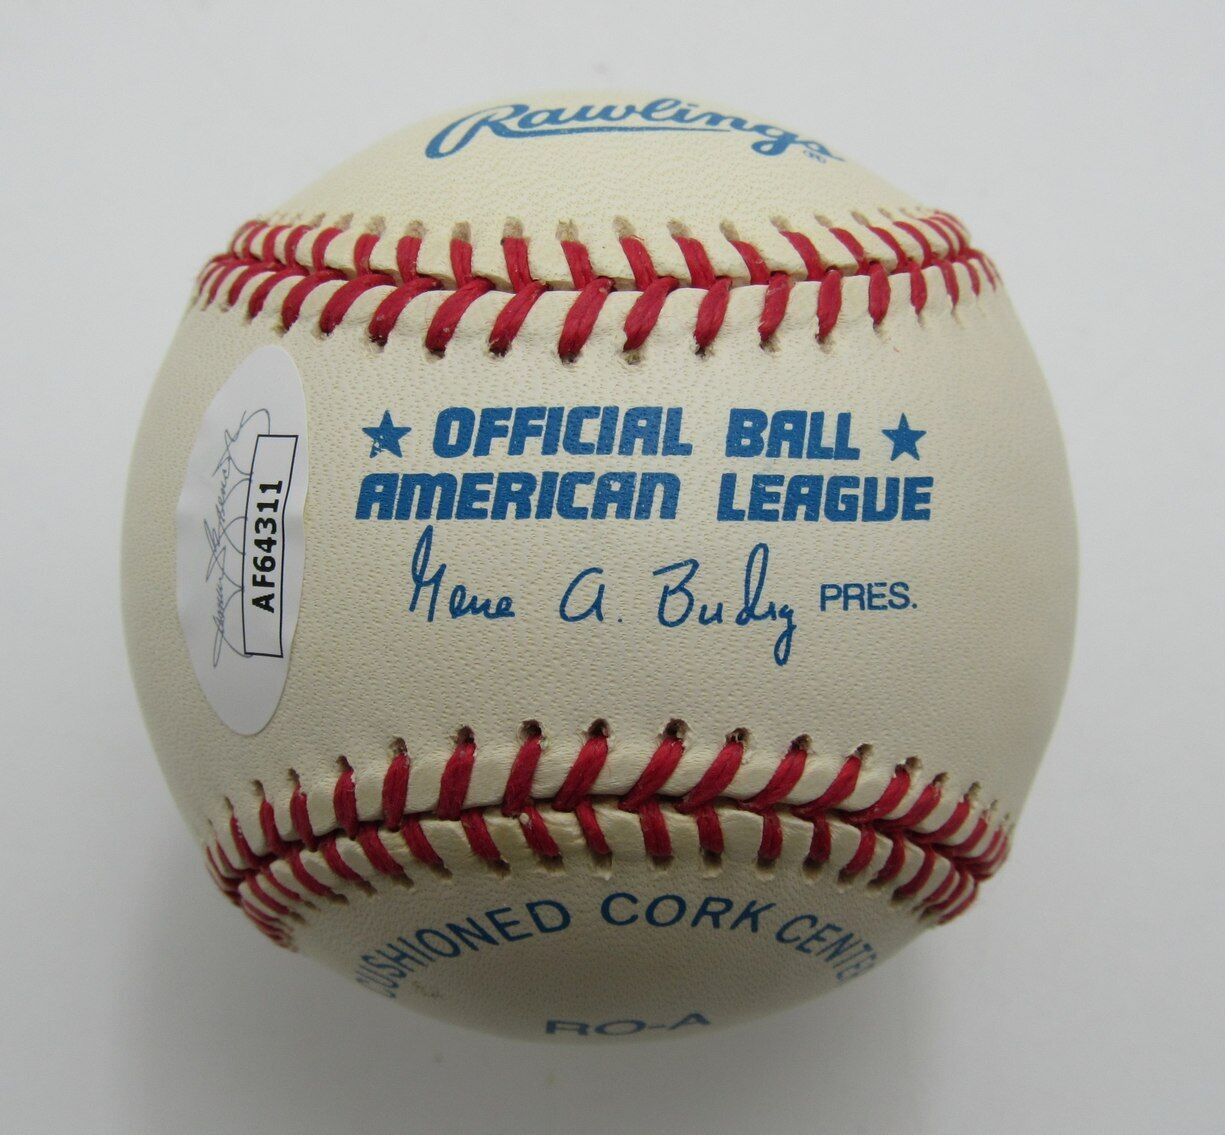 Rawlings®
★ OFFICIAL BALL ★
AMERICAN LEAGUE
Gene A. Budig PRES.
CUSHIONED CORK CENTER
RO-A
AF64311